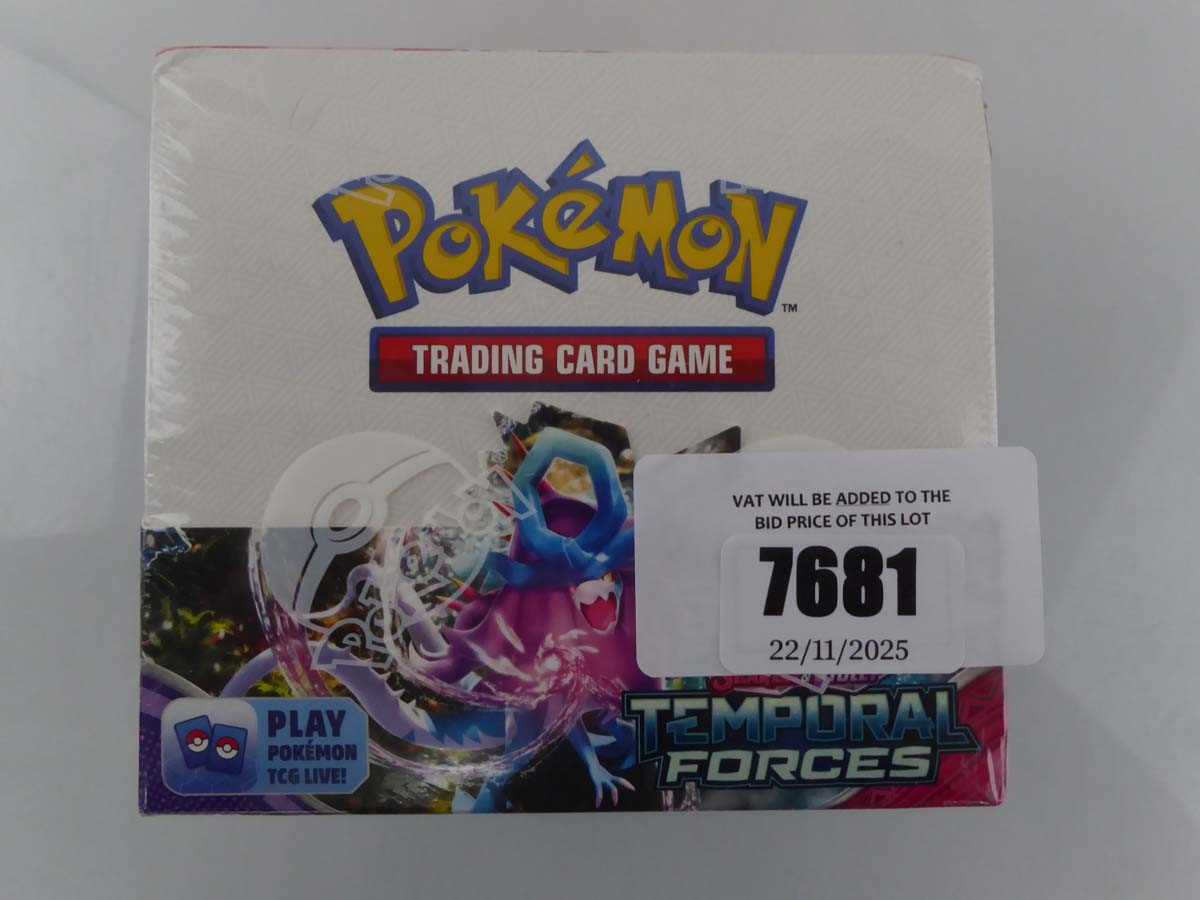 POKéMON
TM
TRADING CARD GAME
VAT WILL BE ADDED TO THE
BID PRICE OF THIS LOT
7681
22/11/2025
PLAY
POKÉMON
TCG LIVE!
TEMPORAL
FORCES